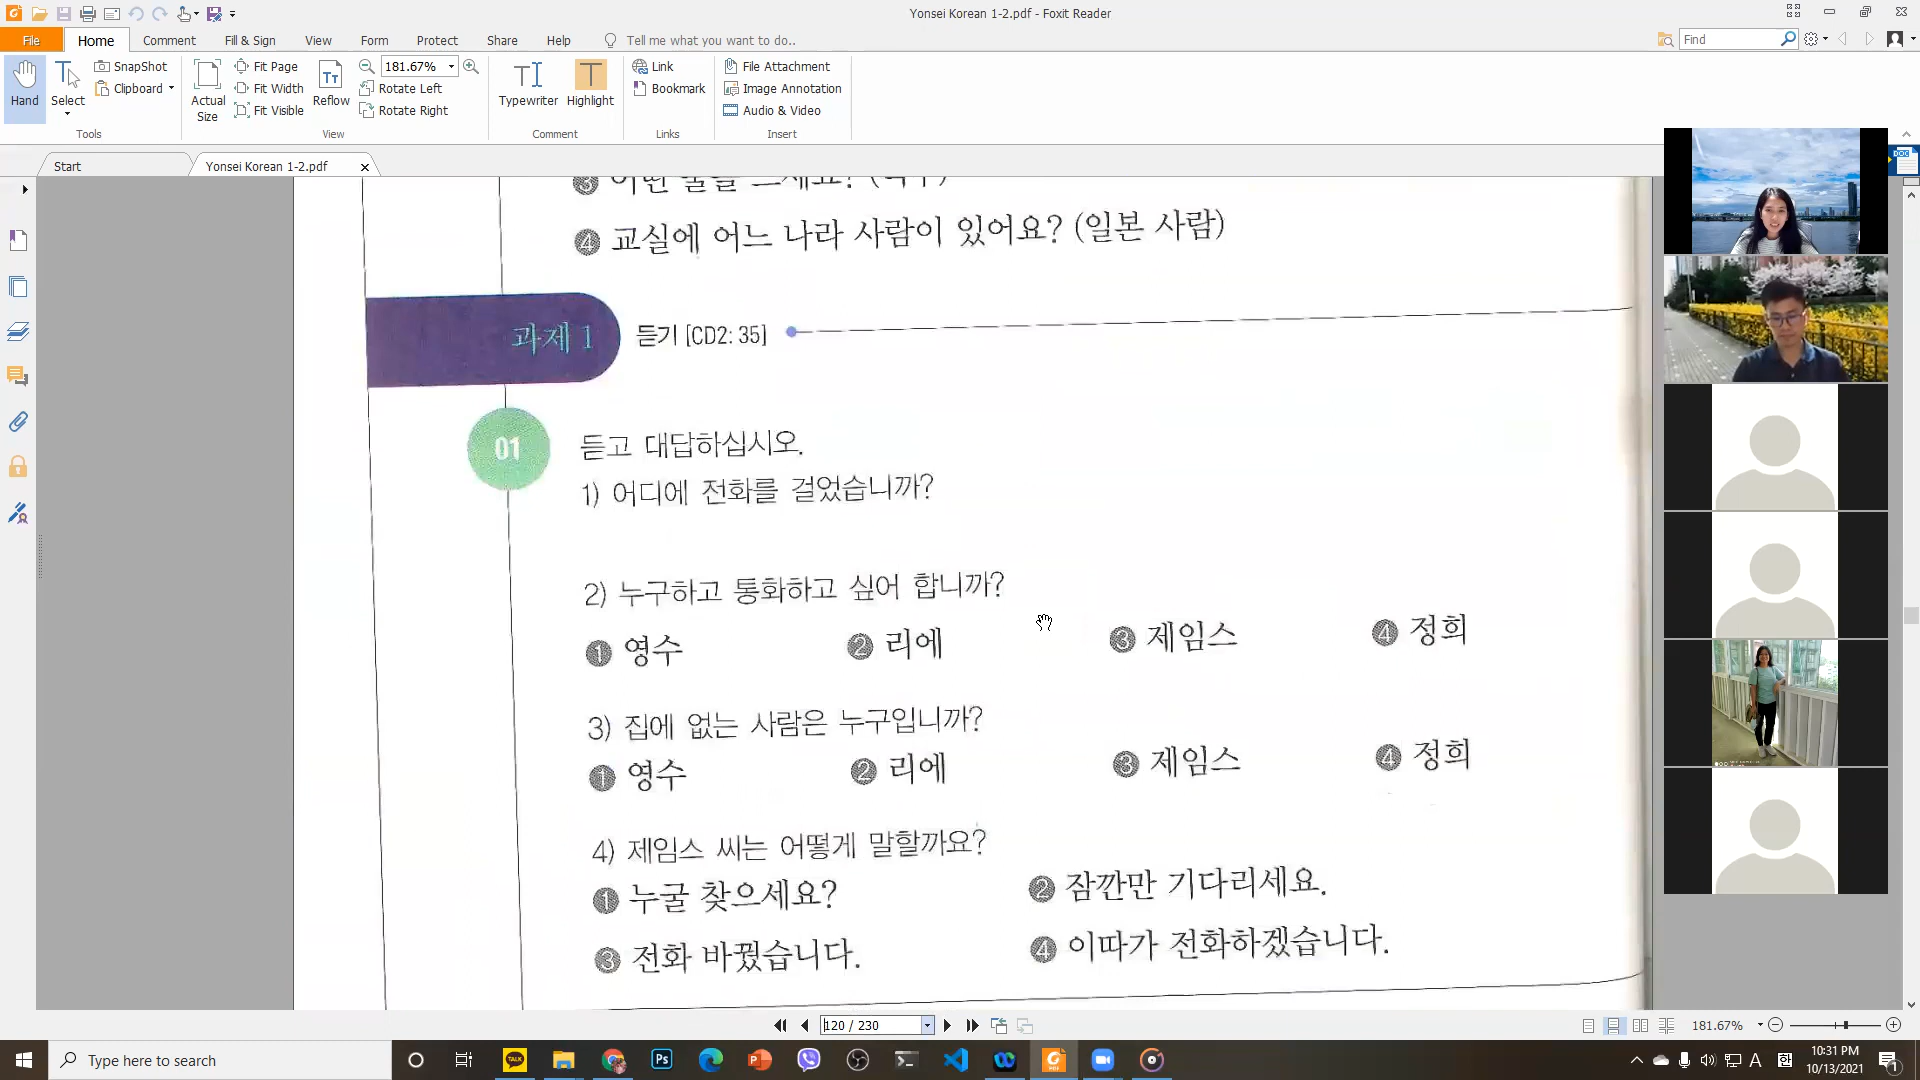 Yonsei Korean 1-2.pdf - Foxit Reader
File Home Comment Fill & Sign View Form Protect Share Help Tell me what you want to do.. Find
Hand Select SnapShot Clipboard Actual Size Fit Page Fit Width Fit Visible Reflow 181.67% Rotate Left Rotate Right Typewriter Highlight Link Bookmark File Attachment Image Annotation Audio & Video
Tools View Comment Links Insert
Start Yonsei Korean 1-2.pdf
DOC
④ 교실에 어느 나라 사람이 있어요? (일본 사람)
과제 1 듣기 [CD2: 35]
01 듣고 대답하십시오.
1) 어디에 전화를 걸었습니까?
2) 누구하고 통화하고 싶어 합니까?
① 영수 ② 리에 ③ 제임스 ④ 정희
3) 집에 없는 사람은 누구입니까?
① 영수 ② 리에 ③ 제임스 ④ 정희
4) 제임스 씨는 어떻게 말할까요?
① 누굴 찾으세요? ② 잠깐만 기다리세요.
③ 전화 바꿨습니다. ④ 이따가 전화하겠습니다.
120 / 230 181.67%
Type here to search
TALK Ps A 하 10:31 PM
10/13/2021 1